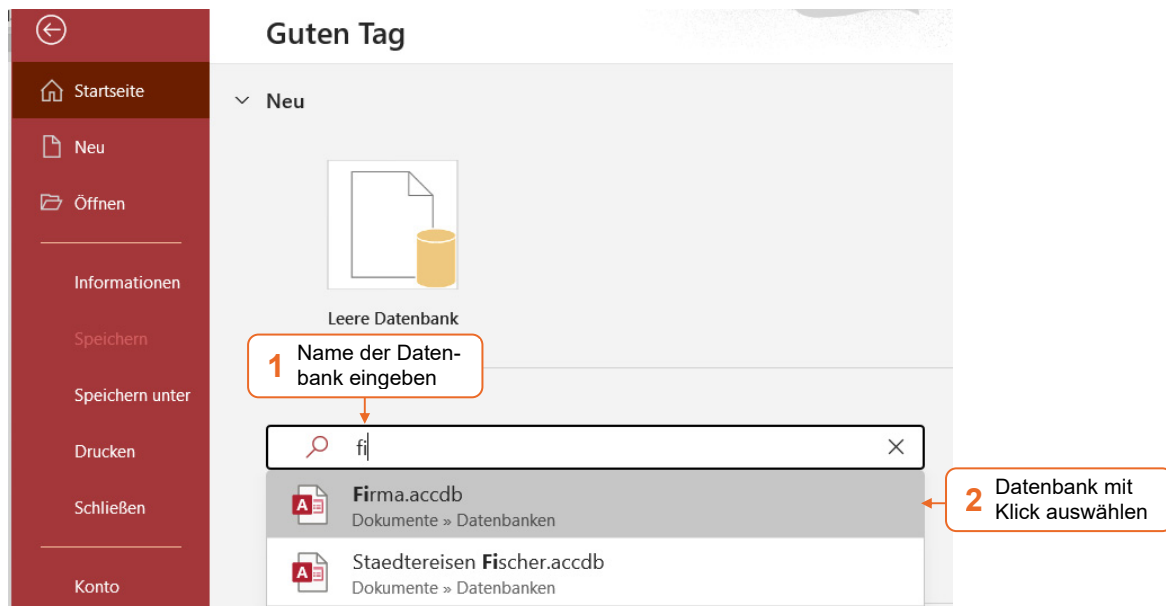 Guten Tag
Startseite
Neu
Öffnen
Informationen
Speichern
Speichern unter
Drucken
Schließen
Konto
Neu
Leere Datenbank
1 Name der Daten-
bank eingeben
fi
Firma.accdb
Dokumente » Datenbanken
Staedtereisen Fischer.accdb
Dokumente » Datenbanken
2 Datenbank mit
Klick auswählen